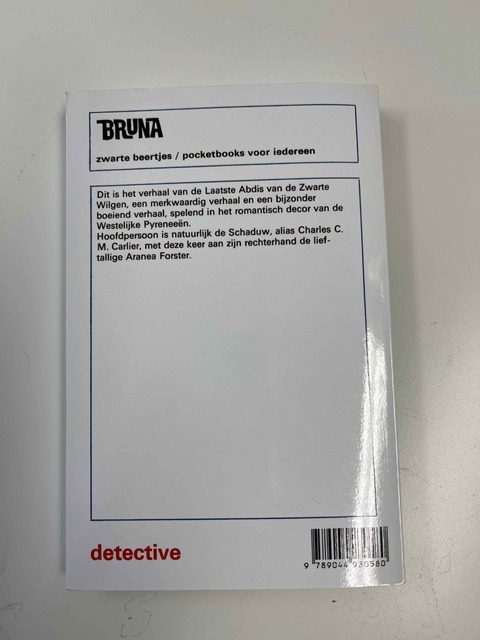 BRUNA
zwarte beertjes / pocketbooks voor iedereen
Dit is het verhaal van de Laatste Abdis van de Zwarte
Wilgen, een merkwaardig verhaal en een bijzonder
boeiend verhaal, spelend in het romantisch decor van de
Westelijke Pyreneeën.
Hoofdpersoon is natuurlijk de Schaduw, alias Charles C.
M. Carlier, met deze keer aan zijn rechterhand de lief-
tallige Aranea Forster.
detective
9 789044 930580